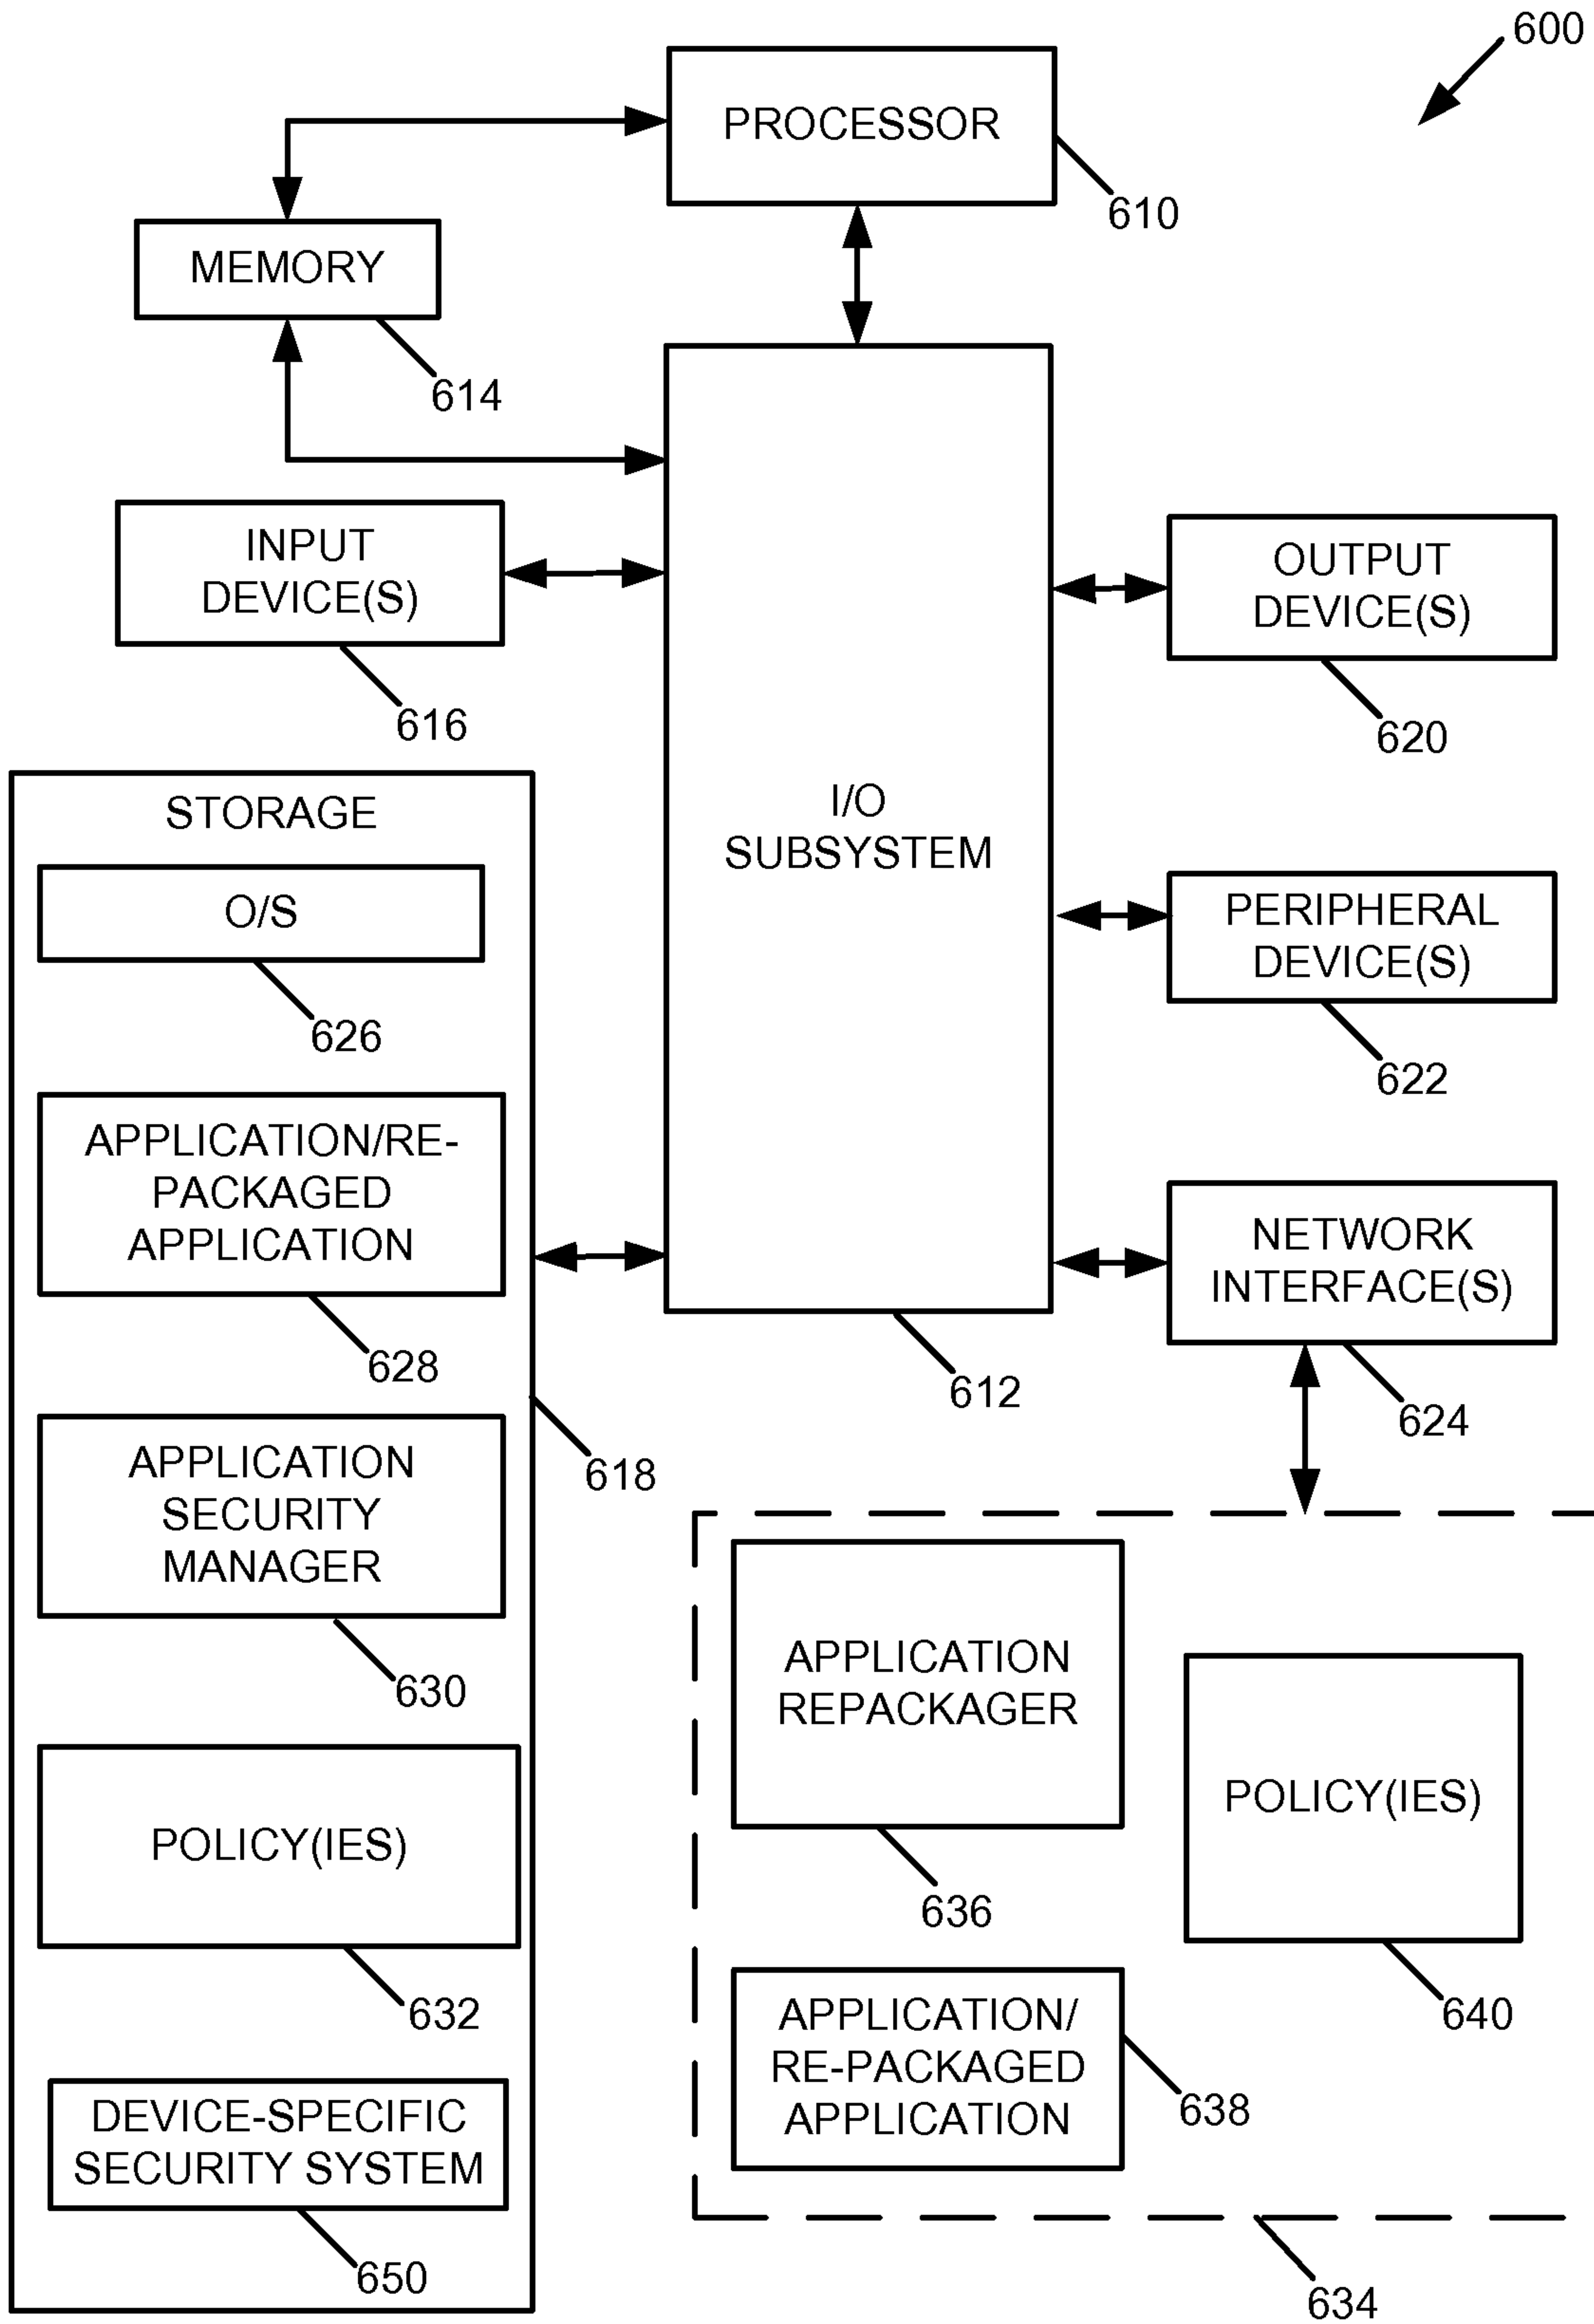 600
PROCESSOR
610
MEMORY
614
INPUT
DEVICE(S)
616
OUTPUT
DEVICE(S)
620
I/O
SUBSYSTEM
612
PERIPHERAL
DEVICE(S)
622
NETWORK
INTERFACE(S)
624
STORAGE
O/S
626
APPLICATION/RE-
PACKAGED
APPLICATION
628
618
APPLICATION
SECURITY
MANAGER
630
POLICY(IES)
632
DEVICE-SPECIFIC
SECURITY SYSTEM
650
APPLICATION
REPACKAGER
636
POLICY(IES)
640
APPLICATION/
RE-PACKAGED
APPLICATION
638
634